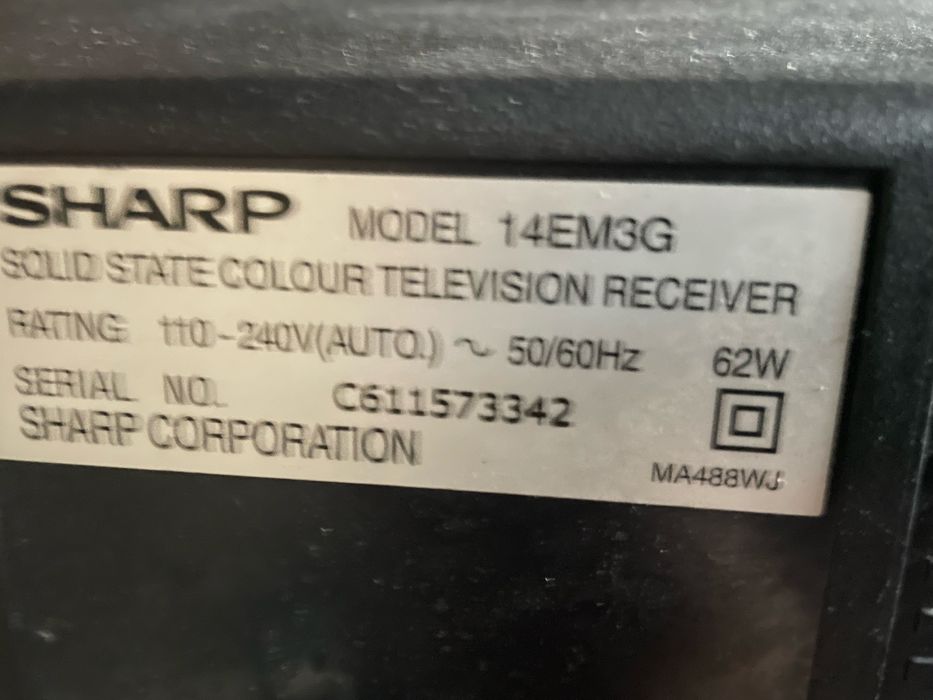 SHARP MODEL 14EM3G
SOLID STATE COLOUR TELEVISION RECEIVER
RATING: 110-240V(AUTO.) ~ 50/60Hz 62W
SERIAL NO. C611573342
SHARP CORPORATION
MA488WJ